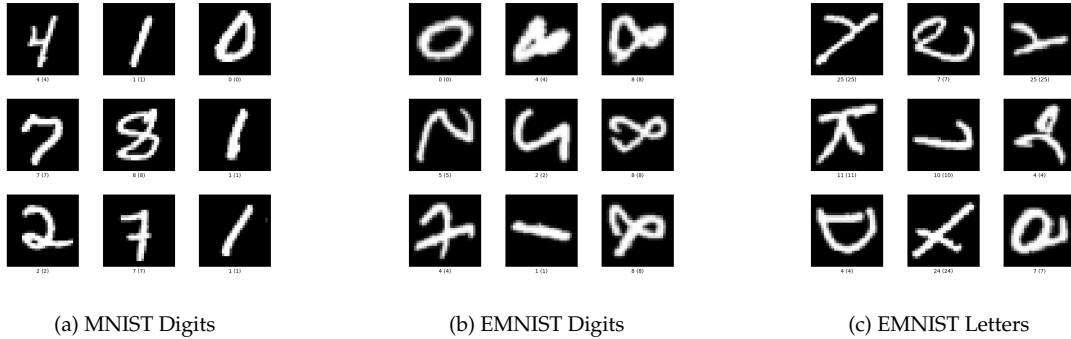 4 (4) 1 (1) 0 (0) 0 (0) 4 (4) 8 (8) 25 (25) 7 (7) 25 (25)
7 (7) 8 (8) 1 (1) 5 (5) 2 (2) 8 (8) 11 (11) 10 (10) 4 (4)
2 (2) 7 (7) 1 (1) 4 (4) 1 (1) 8 (8) 4 (4) 24 (24) 7 (7)
(a) MNIST Digits (b) EMNIST Digits (c) EMNIST Letters